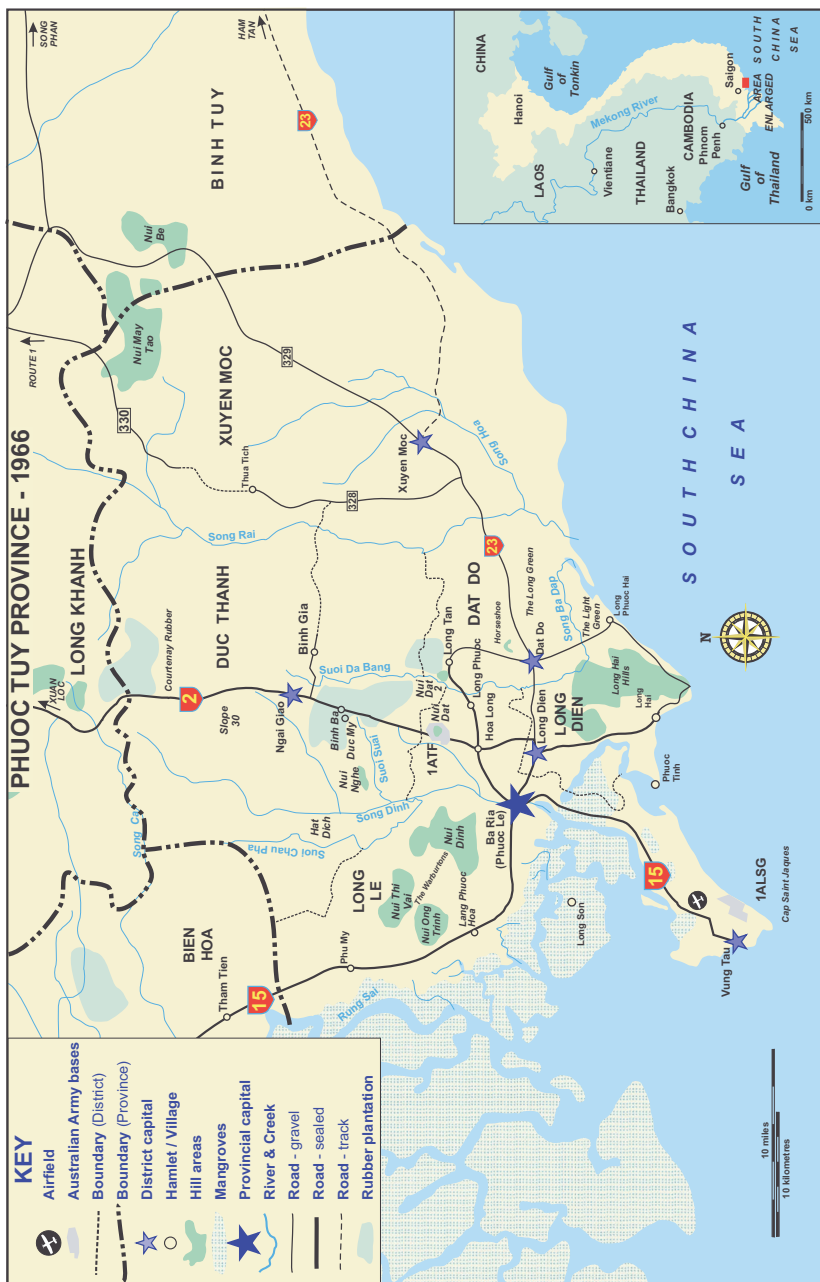 PHUOC TUY PROVINCE - 1966
KEY
Airfield
Australian Army bases
Boundary (District)
Boundary (Province)
District capital
Hamlet / Village
Hill areas
Mangroves
Provincial capital
River & Creek
Road - gravel
Road - sealed
Road - track
Rubber plantation
BIEN
HOA
Tham Tien
15
Phu My
Rung Sai
LONG
LE
Nui Thi
Vai
Nui Ong
Trinh
The Warburtons
Nui
Dinh
Lang Phuoc
Hoa
Long Son
Suoi Chau Pha
Hat
Dich
Song Dinh
Song Ca
XUAN
LOC
LONG KHANH
Courtenay Rubber
2
Slope
30
DUC THANH
Ngai Giao
Binh Gia
Binh Ba
Duc My
Nui
Nghe
Suoi Suai
Suoi Da Bang
1ATF
Nui
Dat
Nui
Dat
2
Long Tan
Long Phuoc
Hoa Long
Ba Ria
(Phuoc Le)
Long Dien
LONG
DIEN
Dat Do
DAT DO
Horseshoe
The Long Green
The Light
Green
Song Ba Dap
Long
Phuoc Hai
Long Hai
Hills
Long
Hai
Phuoc
Tinh
15
1ALSG
Vung Tau
Cap Saint Jaques
ROUTE 1
330
Nui May
Tao
Nui
Be
XUYEN MOC
Thua Tich
329
328
Song Rai
Xuyen Moc
23
Song Hoa
BINH TUY
SONG
PHAN
HAM
TAN
23
SOUTH CHINA
SEA
N
10 miles
10 kilometres
CHINA
Hanoi
Gulf
of
Tonkin
LAOS
Vientiane
Mekong River
THAILAND
Bangkok
CAMBODIA
Phnom
Penh
Saigon
AREA
ENLARGED
SOUTH
CHINA
SEA
Gulf
of
Thailand
0 km
500 km